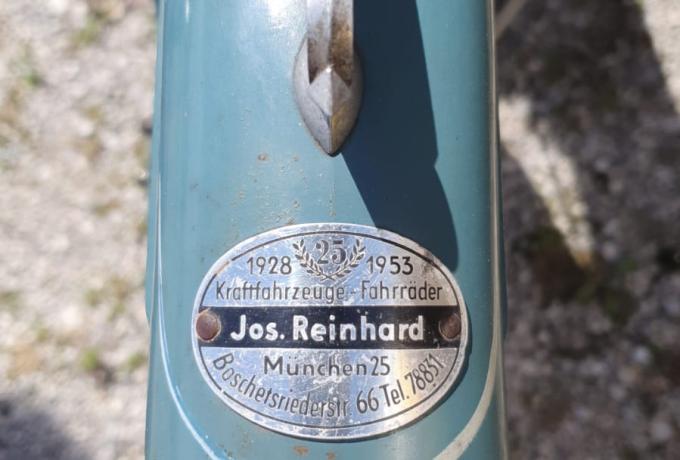 1928 25 1953
Kraftfahrzeuge-Fahrräder
Jos. Reinhard
München 25
Boschetsriederstr. 66 Tel. 78831